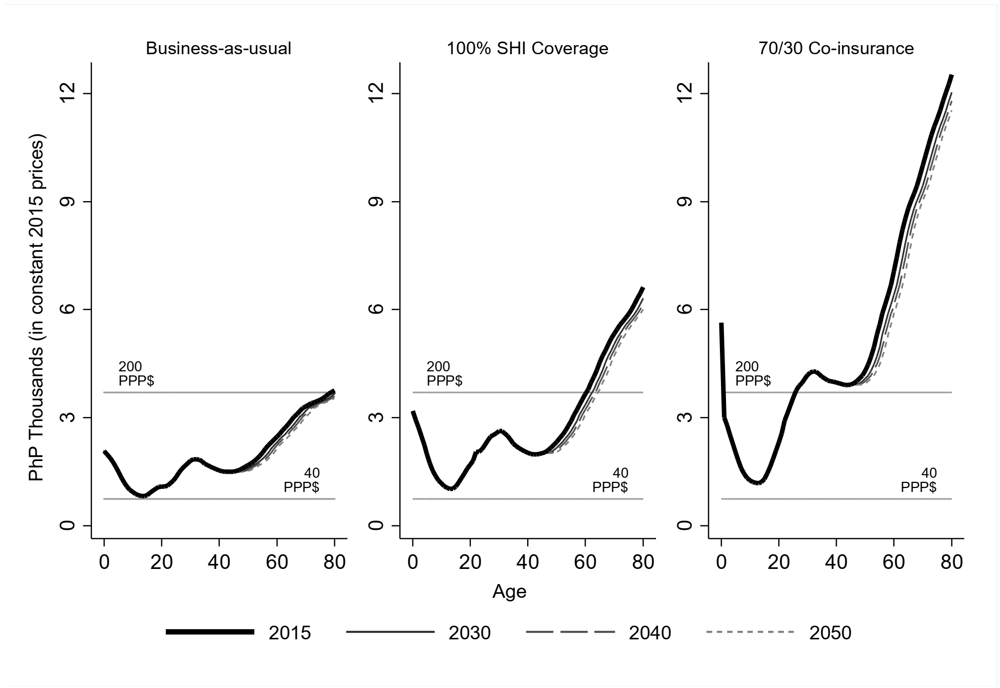 Business-as-usual
100% SHI Coverage
70/30 Co-insurance
PhP Thousands (in constant 2015 prices)
12
9
6
3
0
200
PPP$
40
PPP$
0 20 40 60 80
12
9
6
3
0
200
PPP$
40
PPP$
0 20 40 60 80
12
9
6
3
0
200
PPP$
40
PPP$
0 20 40 60 80
Age
2015 2030 2040 2050